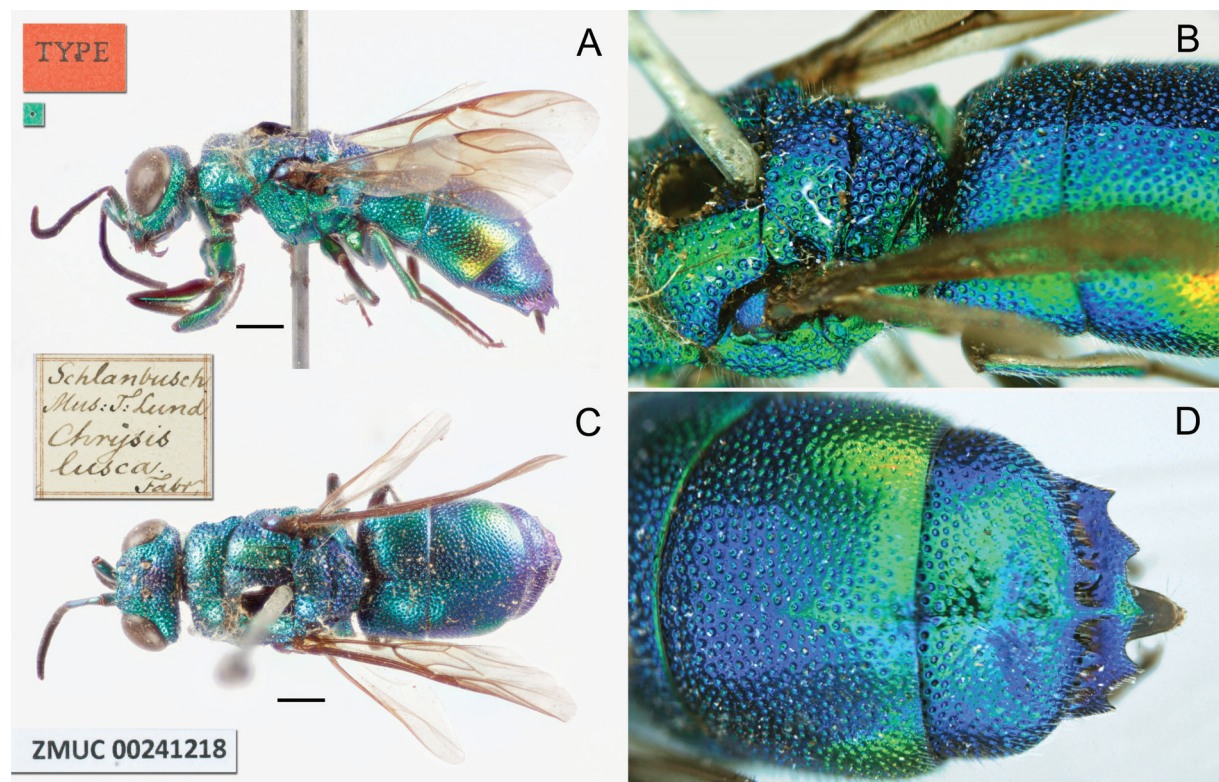 TYPE
A
B
Schlanbusch
Mus: T: Lund
Chrysis
lusca.
Fabr.
C
D
ZMUC 00241218